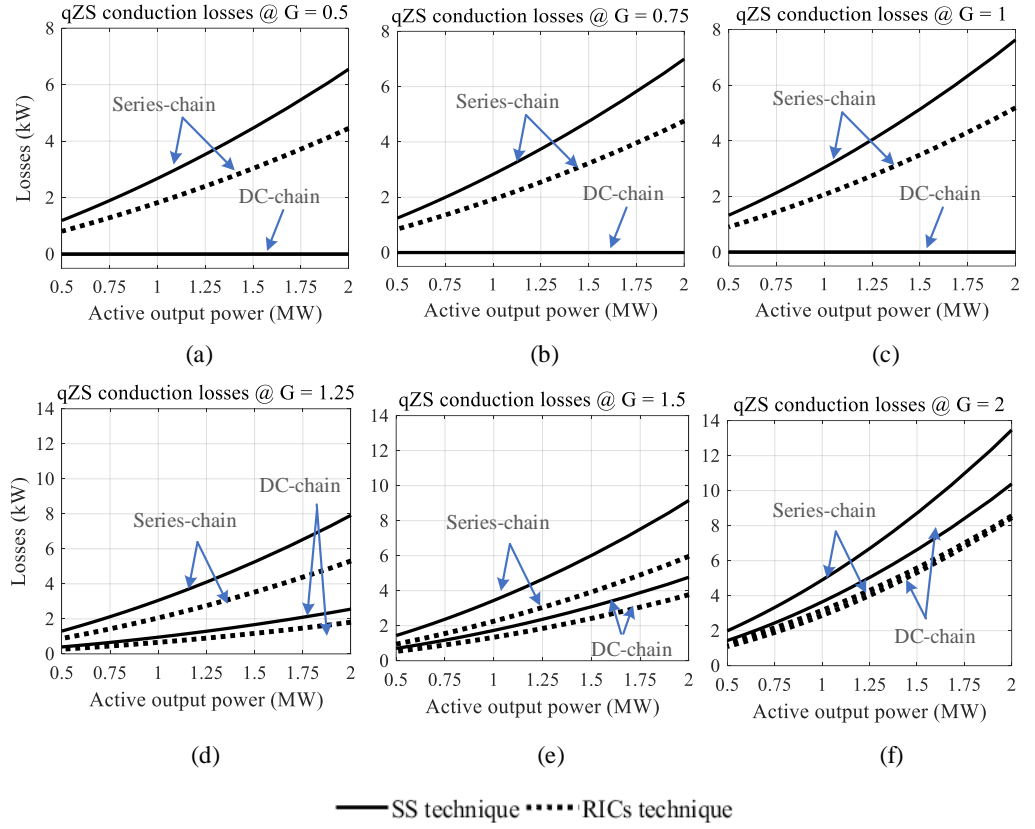 qZS conduction losses @ G = 0.5
8
6
4
2
0
Losses (kW)
Series-chain
DC-chain
0.5 0.75 1 1.25 1.5 1.75 2
Active output power (MW)
(a)
qZS conduction losses @ G = 0.75
8
6
4
2
0
Series-chain
DC-chain
0.5 0.75 1 1.25 1.5 1.75 2
Active output power (MW)
(b)
qZS conduction losses @ G = 1
8
6
4
2
0
Series-chain
DC-chain
0.5 0.75 1 1.25 1.5 1.75 2
Active output power (MW)
(c)
qZS conduction losses @ G = 1.25
14
12
10
8
6
4
2
0
Losses (kW)
DC-chain
Series-chain
0.5 0.75 1 1.25 1.5 1.75 2
Active output power (MW)
(d)
qZS conduction losses @ G = 1.5
14
12
10
8
6
4
2
0
Series-chain
DC-chain
0.5 0.75 1 1.25 1.5 1.75 2
Active output power (MW)
(e)
qZS conduction losses @ G = 2
14
12
10
8
6
4
2
0
Series-chain
DC-chain
0.5 0.75 1 1.25 1.5 1.75 2
Active output power (MW)
(f)
SS technique RICs technique